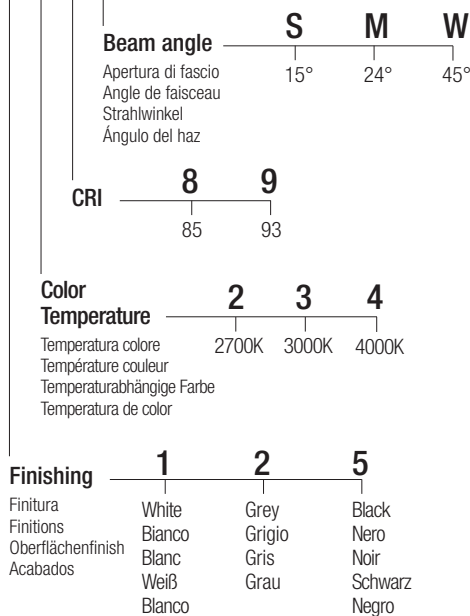 Beam angle S M W
Apertura di fascio 15° 24° 45°
Angle de faisceau
Strahlwinkel
Ángulo del haz
CRI 8 9
85 93
Color
Temperature 2 3 4
Temperatura colore 2700K 3000K 4000K
Température couleur
Temperaturabhängige Farbe
Temperatura de color
Finishing 1 2 5
Finitura White Grey Black
Finitions Bianco Grigio Nero
Oberflächenfinish Blanc Gris Noir
Acabados Weiß Grau Schwarz
Blanco Negro